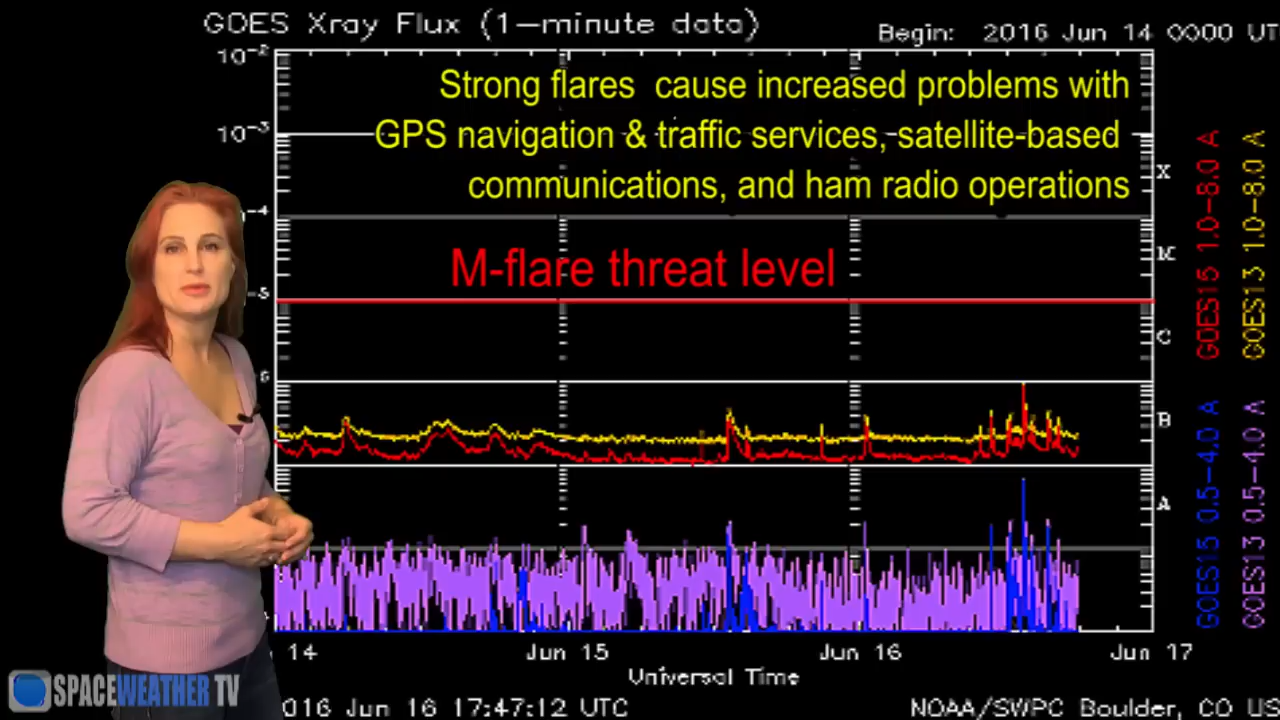 GOES Xray Flux (1-minute data)
Begin: 2016 Jun 14 0000 UT
10-2
Strong flares cause increased problems with
10-3
GPS navigation & traffic services, satellite-based
communications, and ham radio operations
X
-4
M-flare threat level
M
-5
C
-6
B
A
GOES15 1.0-8.0 A
GOES13 1.0-8.0 A
GOES15 0.5-4.0 A
GOES13 0.5-4.0 A
14 Jun 15 Jun 16 Jun 17
Universal Time
SPACEWEATHER TV
016 Jun 16 17:47:12 UTC
NOAA/SWPC Boulder, CO US